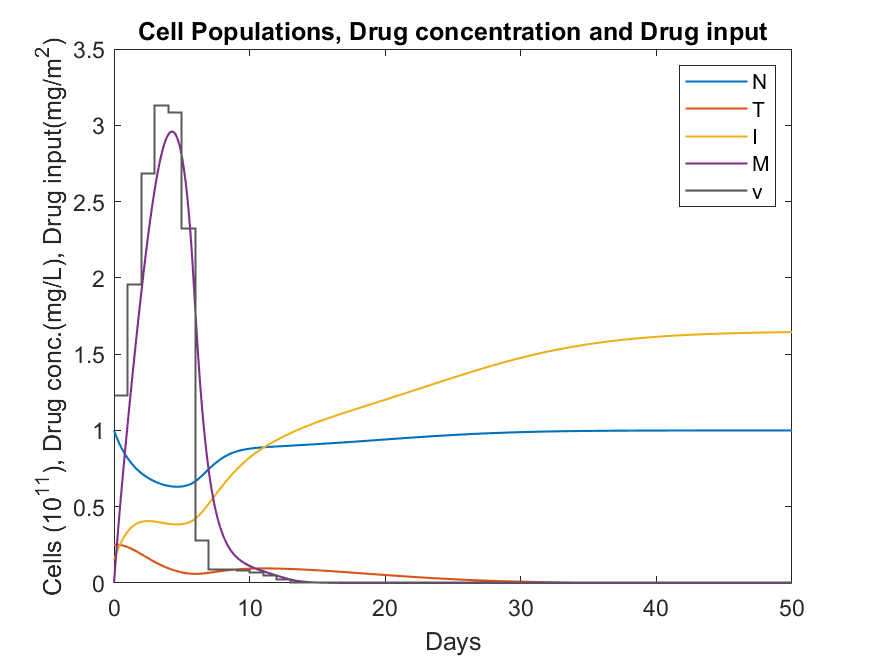 Cell Populations, Drug concentration and Drug input
Cells (10^11), Drug conc.(mg/L), Drug input(mg/m^2)
3.5
3
2.5
2
1.5
1
0.5
0
N
T
I
M
v
0 10 20 30 40 50
Days